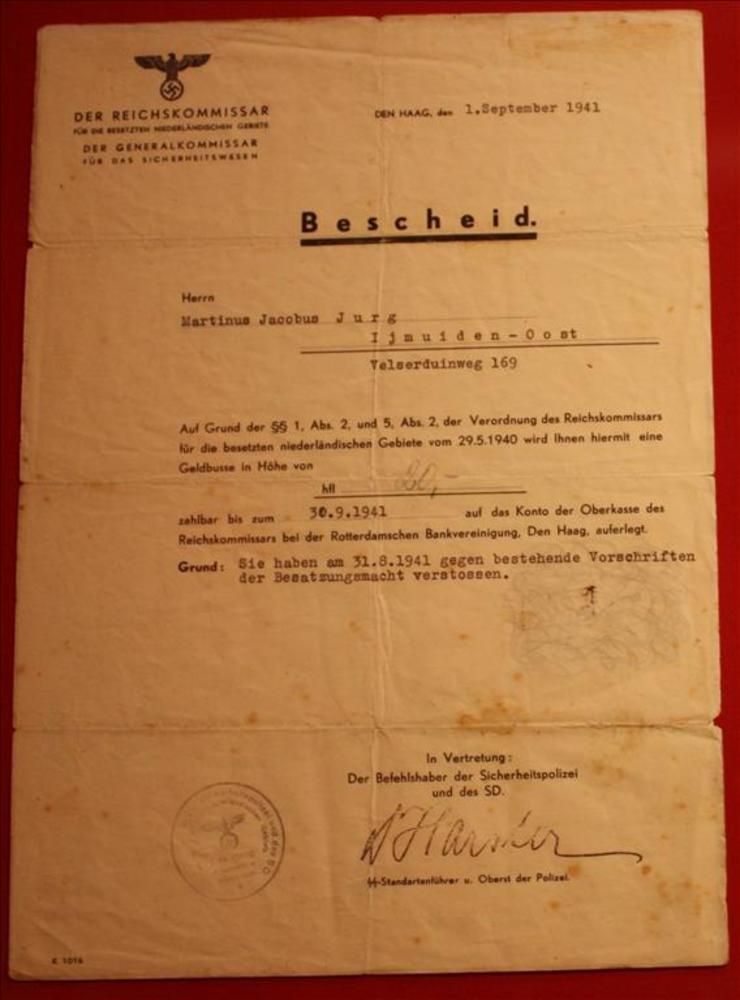 DER REICHSKOMMISSAR
FÜR DIE BESETZTEN NIEDERLÄNDISCHEN GEBIETE
DER GENERALKOMMISSAR
FÜR DAS SICHERHEITSWESEN
DEN HAAG, den 1.September 1941
Bescheid.
Herrn
Martinus Jacobus Jurg
Ijmuiden-Oost
Velserduinweg 169
Auf Grund der §§ 1, Abs. 2, und 5, Abs. 2, der Verordnung des Reichskommissars
für die besetzten niederländischen Gebiete vom 29.5.1940 wird Ihnen hiermit eine
Geldbusse in Höhe von
hfl 20,-
zahlbar bis zum 30.9.1941 auf das Konto der Oberkasse des
Reichskommissars bei der Rotterdamschen Bankvereinigung, Den Haag, auferlegt.
Grund: Sie haben am 31.8.1941 gegen bestehende Vorschriften
der Besatzungsmacht verstossen.
In Vertretung:
Der Befehlshaber der Sicherheitspolizei
und des SD.
Harster
SS-Standartenführer u. Oberst der Polizei.
K 1016